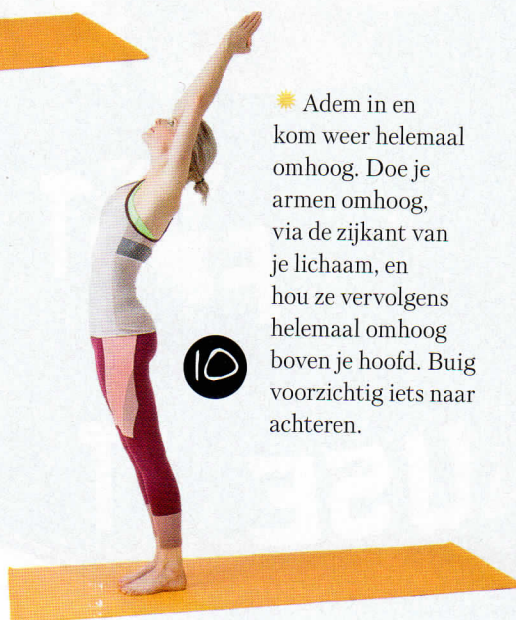 Adem in en
kom weer helemaal
omhoog. Doe je
armen omhoog,
via de zijkant van
je lichaam, en
hou ze vervolgens
helemaal omhoog
boven je hoofd. Buig
voorzichtig iets naar
achteren.
10